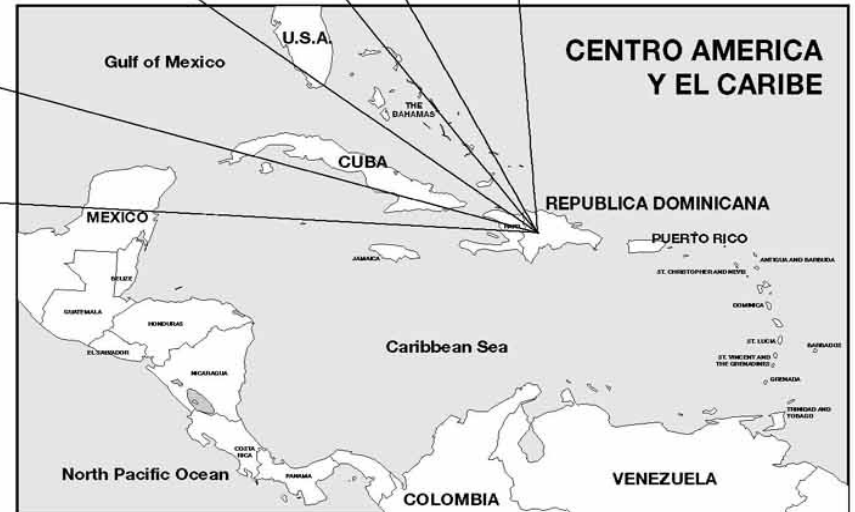 U.S.A.
Gulf of Mexico
CENTRO AMERICA
Y EL CARIBE
THE
BAHAMAS
CUBA
REPUBLICA DOMINICANA
HAITI
MEXICO
PUERTO RICO
JAMAICA
ANTIGUA AND BARBUDA
ST. CHRISTOPHER AND NEVIS
BELIZE
DOMINICA
GUATEMALA
HONDURAS
ST. LUCIA
BARBADOS
Caribbean Sea
EL SALVADOR
ST. VINCENT AND
THE GRENADINES
NICARAGUA
GRENADA
TRINIDAD AND
TOBAGO
COSTA
RICA
North Pacific Ocean
PANAMA
VENEZUELA
COLOMBIA